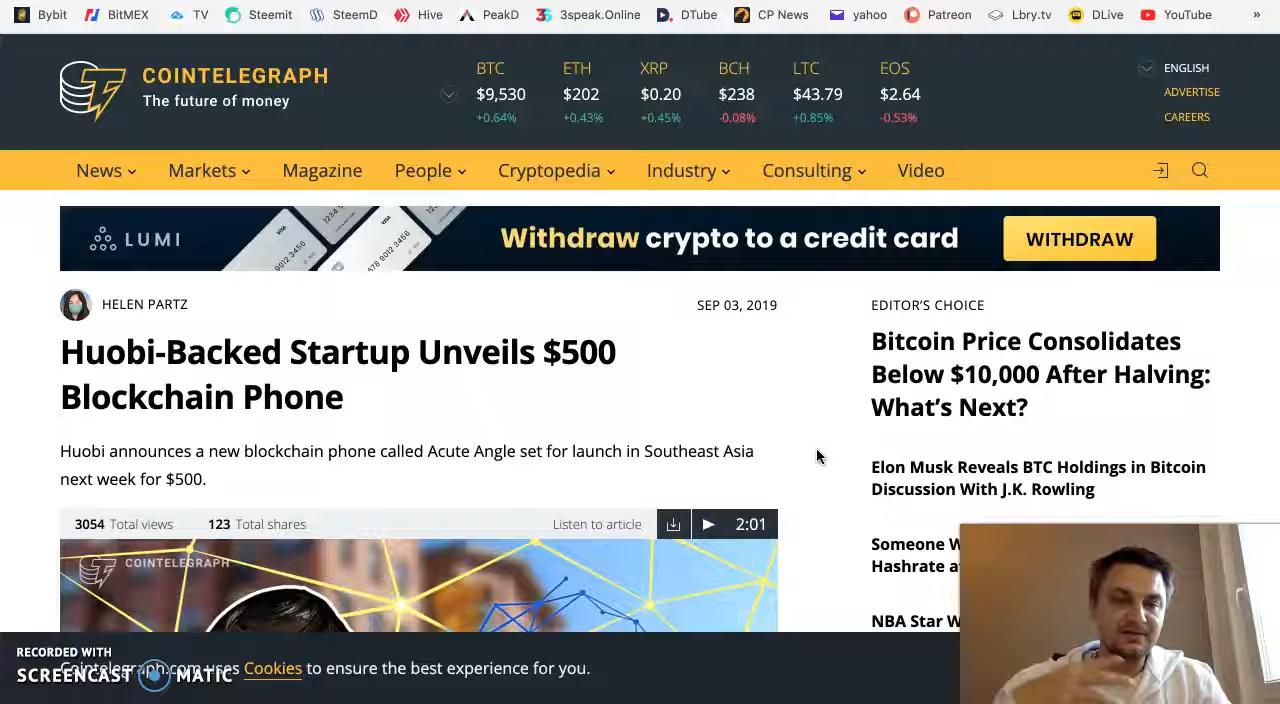 Bybit BitMEX TV Steemit SteemD Hive PeakD 3speak.Online DTube CP News yahoo Patreon Lbry.tv DLive YouTube »
COINTELEGRAPH
The future of money
BTC ETH XRP BCH LTC EOS
$9,530 $202 $0.20 $238 $43.79 $2.64
+0.64% +0.43% +0.45% -0.08% +0.85% -0.53%
ENGLISH
ADVERTISE
CAREERS
News Markets Magazine People Cryptopedia Industry Consulting Video
LUMI
Withdraw crypto to a credit card
WITHDRAW
HELEN PARTZ
SEP 03, 2019
Huobi-Backed Startup Unveils $500
Blockchain Phone
Huobi announces a new blockchain phone called Acute Angle set for launch in Southeast Asia
next week for $500.
3054 Total views 123 Total shares Listen to article 2:01
COINTELEGRAPH
EDITOR'S CHOICE
Bitcoin Price Consolidates
Below $10,000 After Halving:
What's Next?
Elon Musk Reveals BTC Holdings in Bitcoin
Discussion With J.K. Rowling
Someone
Hashrate
NBA Star
Cointelegraph.com uses Cookies to ensure the best experience for you.
RECORDED WITH
SCREENCAST MATIC